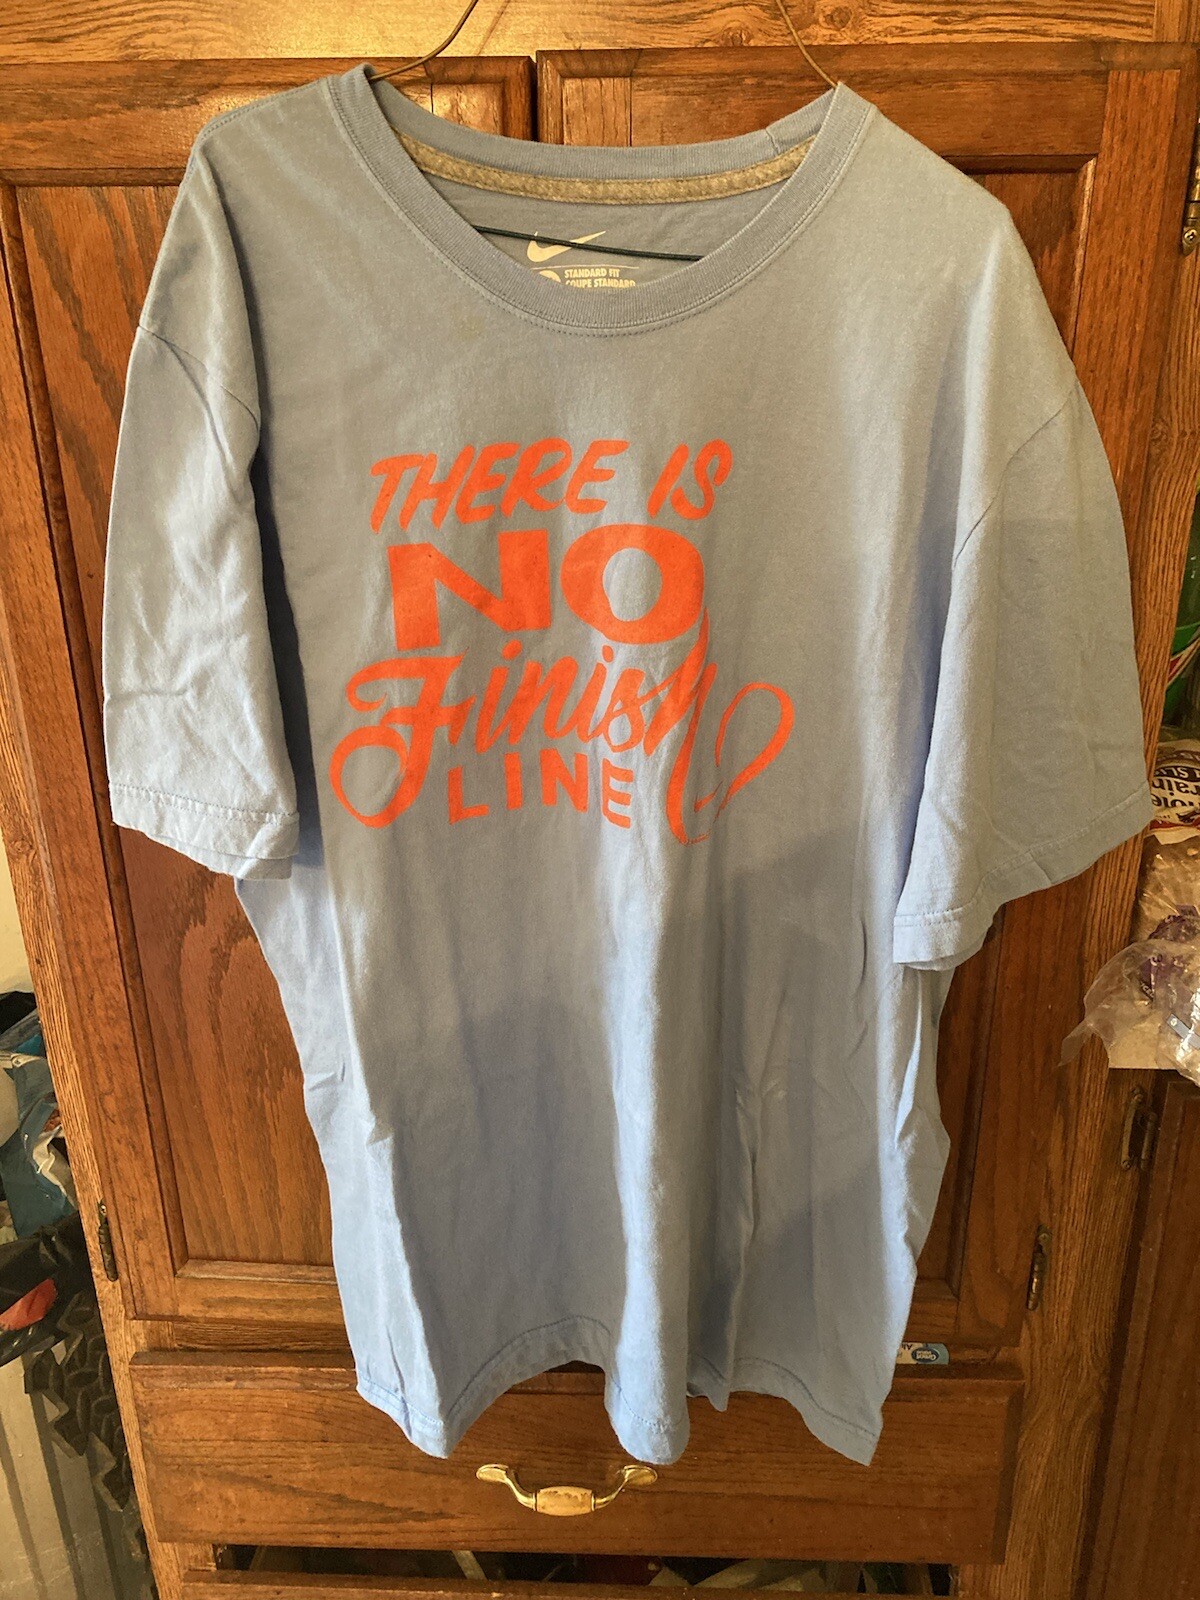 STANDARD FIT
COUPE STANDARD
THERE IS
NO
Finish
LINE